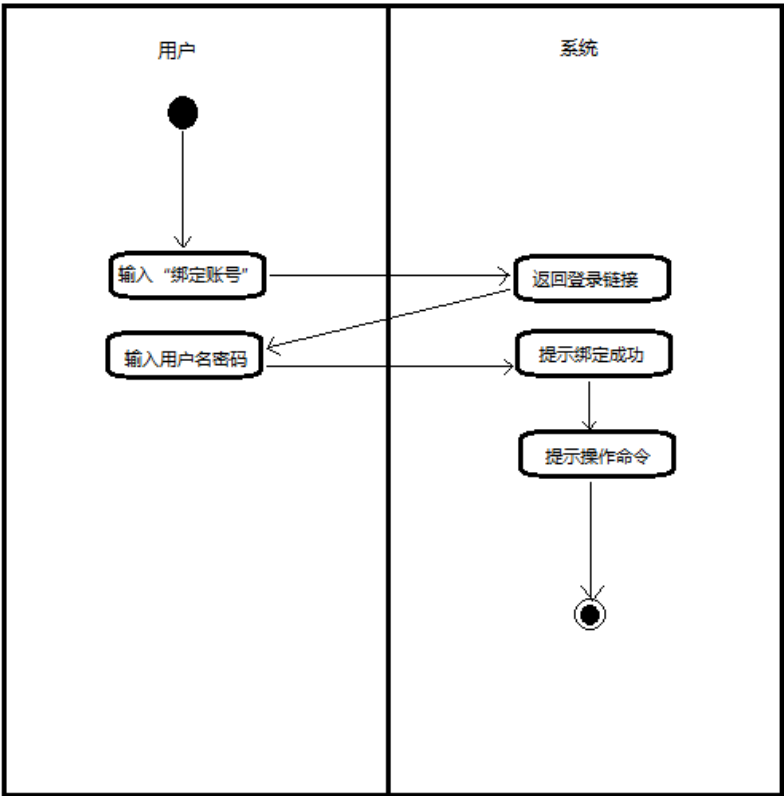 用户
系统
输入“绑定账号”
返回登录链接
输入用户名密码
提示绑定成功
提示操作命令